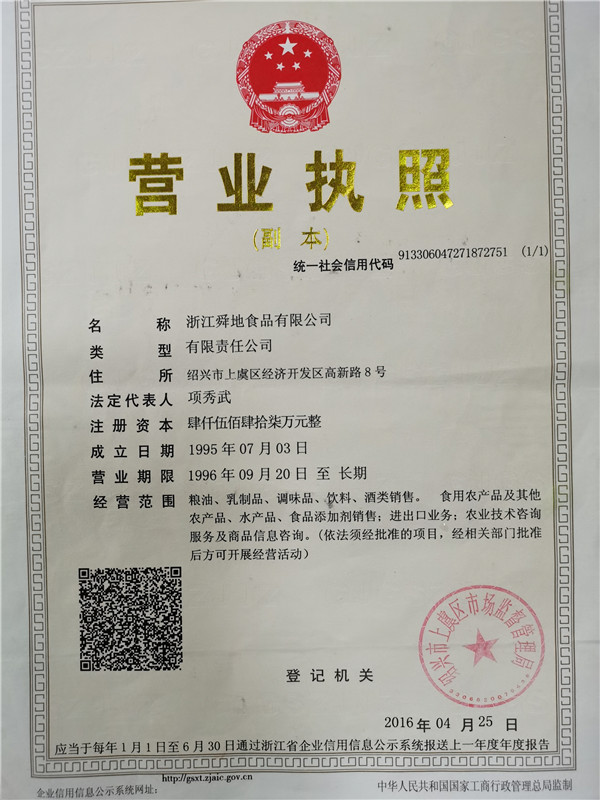 营业执照
(副 本)
统一社会信用代码 913306047271872751 (1/1)
名 称 浙江舜地食品有限公司
类 型 有限责任公司
住 所 绍兴市上虞区经济开发区高新路8号
法定代表人 项秀武
注册资本 肆仟伍佰肆拾柒万元整
成立日期 1995年07月03日
营业期限 1996年09月20日 至 长期
经营范围 粮油、乳制品、调味品、饮料、酒类销售。 食用农产品及其他
农产品、水产品、食品添加剂销售；进出口业务；农业技术咨询
服务及商品信息咨询。(依法须经批准的项目，经相关部门批准
后方可开展经营活动)
绍兴市上虞区市场监督管理局
登记机关
2016年04月25日
应当于每年1月1日至6月30日通过浙江省企业信用信息公示系统报送上一年度年度报告
http://gsxt.zjaic.gov.cn
企业信用信息公示系统网址：
中华人民共和国国家工商行政管理总局监制